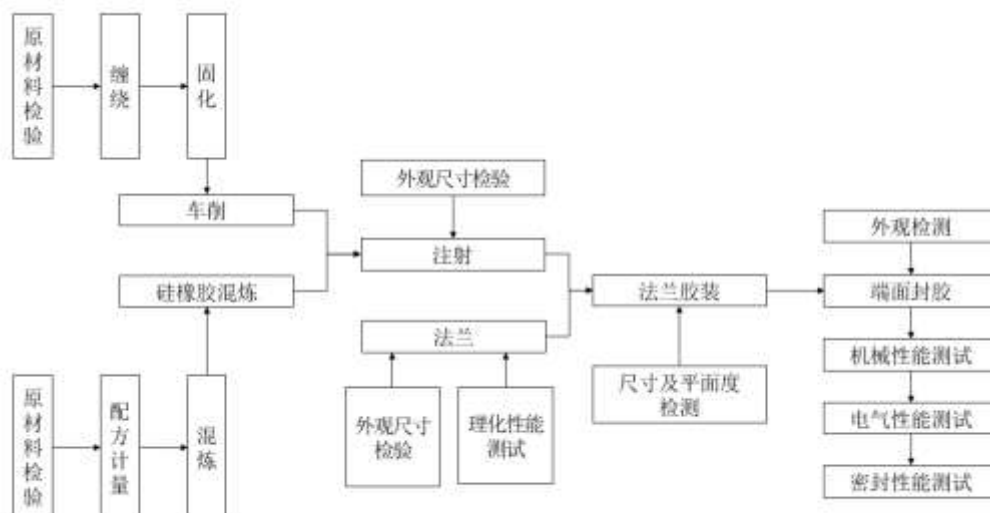 原材料检验
缠绕
固化
车削
硅橡胶混炼
原材料检验
配方计量
混炼
外观尺寸检验
注射
法兰
外观尺寸
检验
理化性能
测试
法兰胶装
尺寸及平面度
检测
外观检测
端面封胶
机械性能测试
电气性能测试
密封性能测试